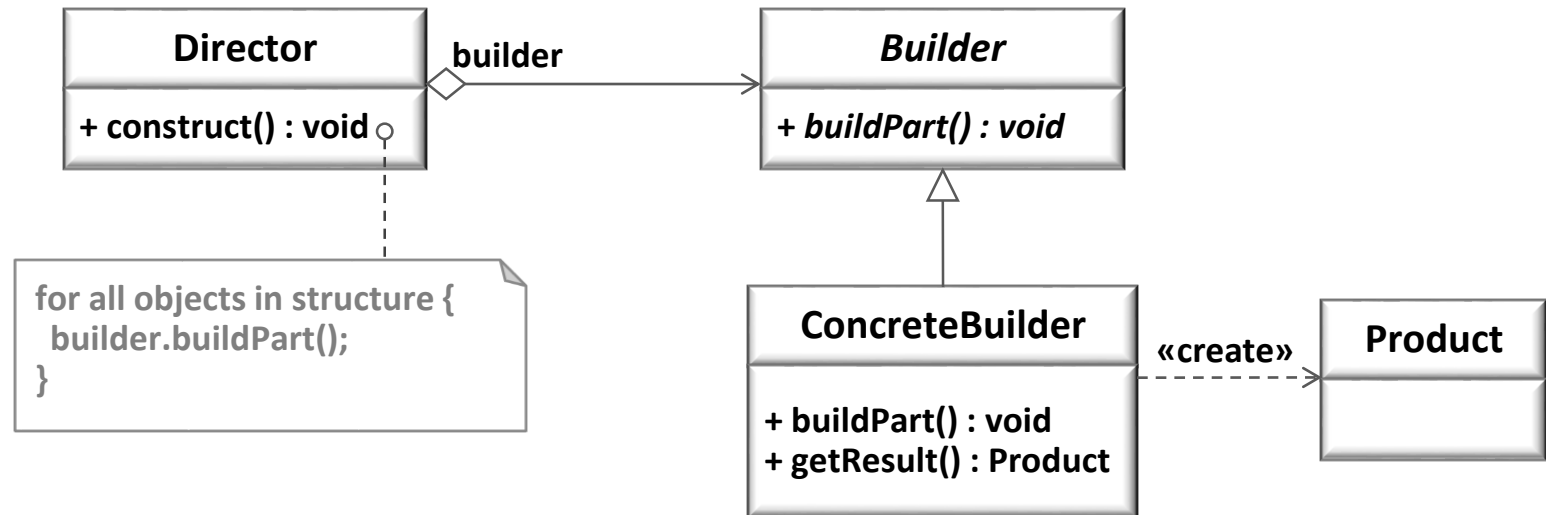 Director
+ construct() : void
builder
Builder
+ buildPart() : void
for all objects in structure {
builder.buildPart();
}
ConcreteBuilder
+ buildPart() : void
+ getResult() : Product
«create»
Product